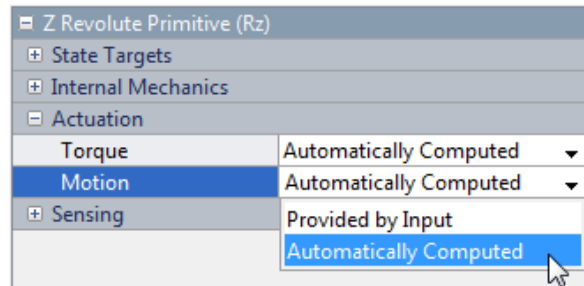 Z Revolute Primitive (Rz)
State Targets
Internal Mechanics
Actuation
Torque Automatically Computed
Motion Automatically Computed
Sensing Provided by Input
Automatically Computed